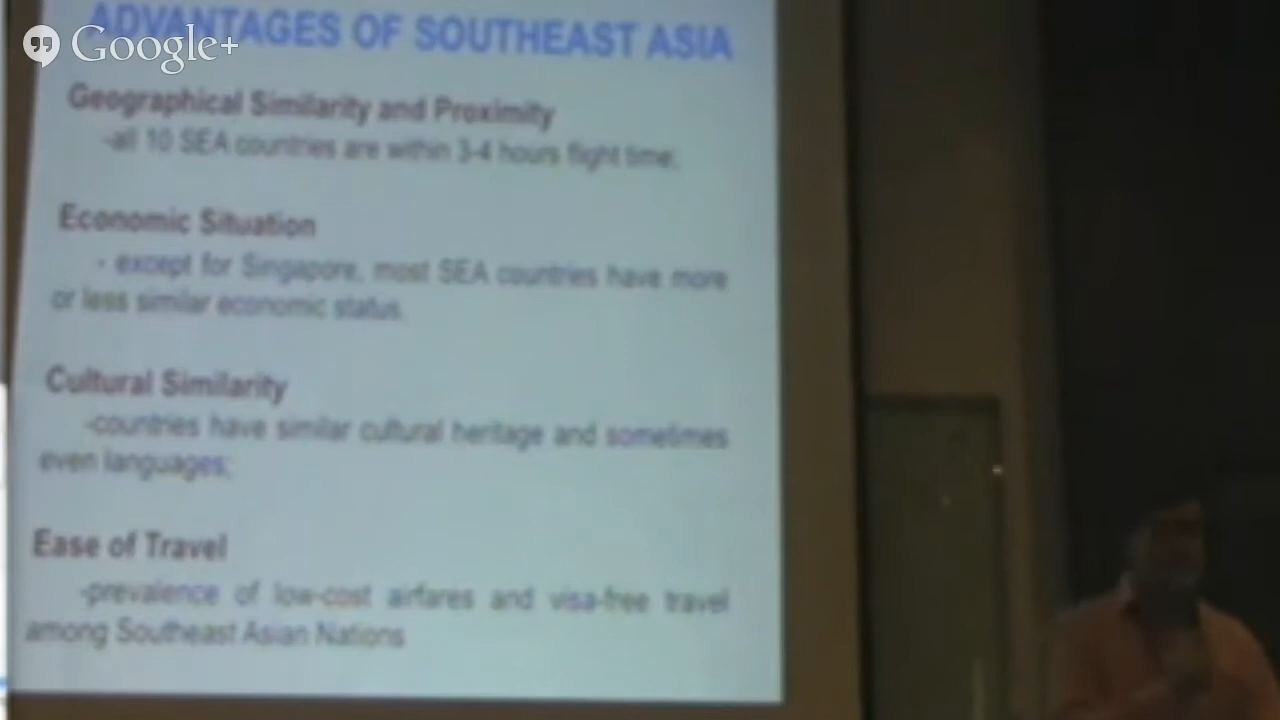 Google+
ADVANTAGES OF SOUTHEAST ASIA
Geographical Similarity and Proximity
-all 10 SEA countries are within 3-4 hours flight time;
Economic Situation
- except for Singapore, most SEA countries have more
or less similar economic status.
Cultural Similarity
-countries have similar cultural heritage and sometimes
even languages;
Ease of Travel
-prevalence of low-cost airfares and visa-free travel
among Southeast Asian Nations